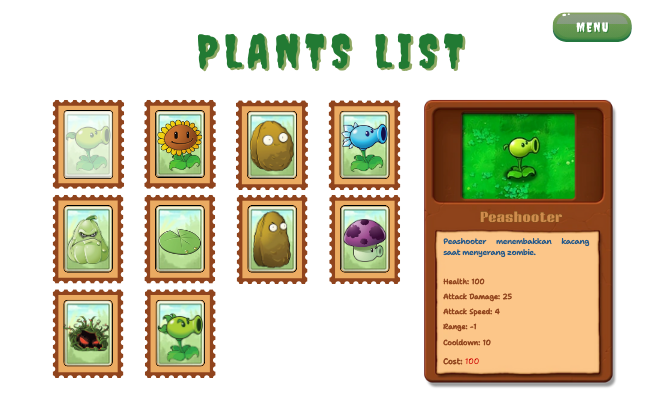 MENU
PLANTS LIST
Peashooter
Peashooter menembakkan kacang
saat menyerang zombie.
Health: 100
Attack Damage: 25
Attack Speed: 4
Range: -1
Cooldown: 10
Cost: 100